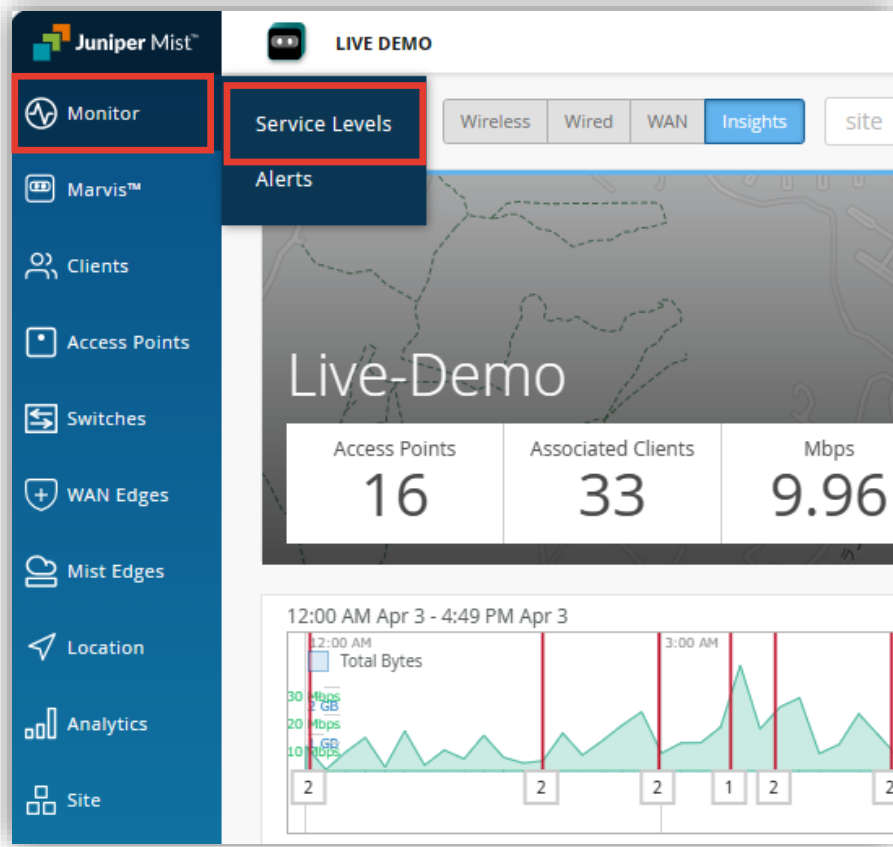 Juniper Mist™
LIVE DEMO
Monitor
Service Levels
Wireless
Wired
WAN
Insights
site
Marvis™
Alerts
Clients
Access Points
Switches
WAN Edges
Mist Edges
Location
Analytics
Site
Live-Demo
Access Points
16
Associated Clients
33
Mbps
9.96
12:00 AM Apr 3 - 4:49 PM Apr 3
12:00 AM
3:00 AM
Total Bytes
30 Mbps
2 GB
20 Mbps
1 GB
10 Mbps
2
2
2
1
2
2